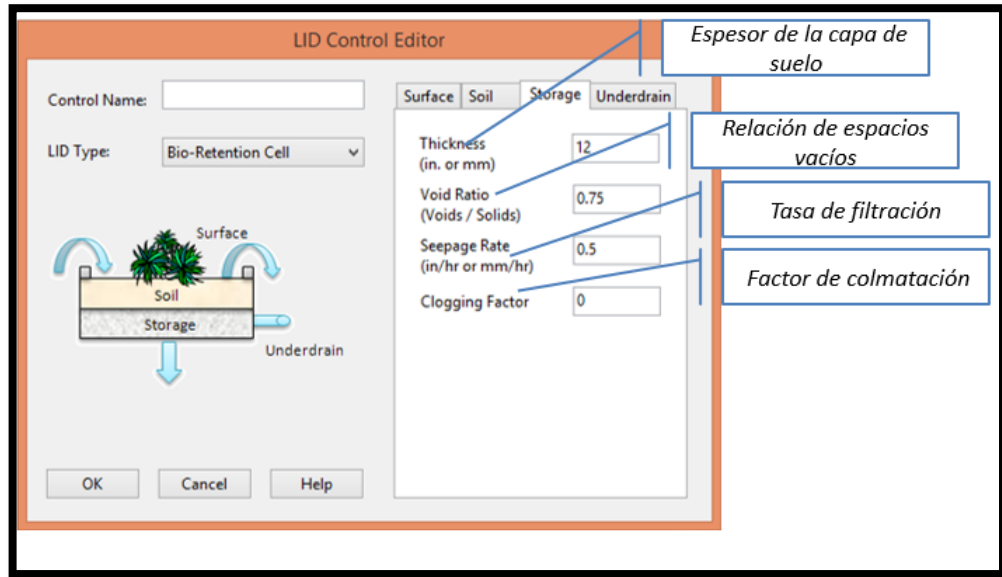 LID Control Editor
Espesor de la capa de
suelo
Control Name:
Surface Soil Storage Underdrain
LID Type: Bio-Retention Cell
Thickness
(in. or mm)
12
Relación de espacios
vacíos
Void Ratio
(Voids / Solids)
0.75
Tasa de filtración
Seepage Rate
(in/hr or mm/hr)
0.5
Factor de colmatación
Clogging Factor
0
Surface
Soil
Storage
Underdrain
OK Cancel Help